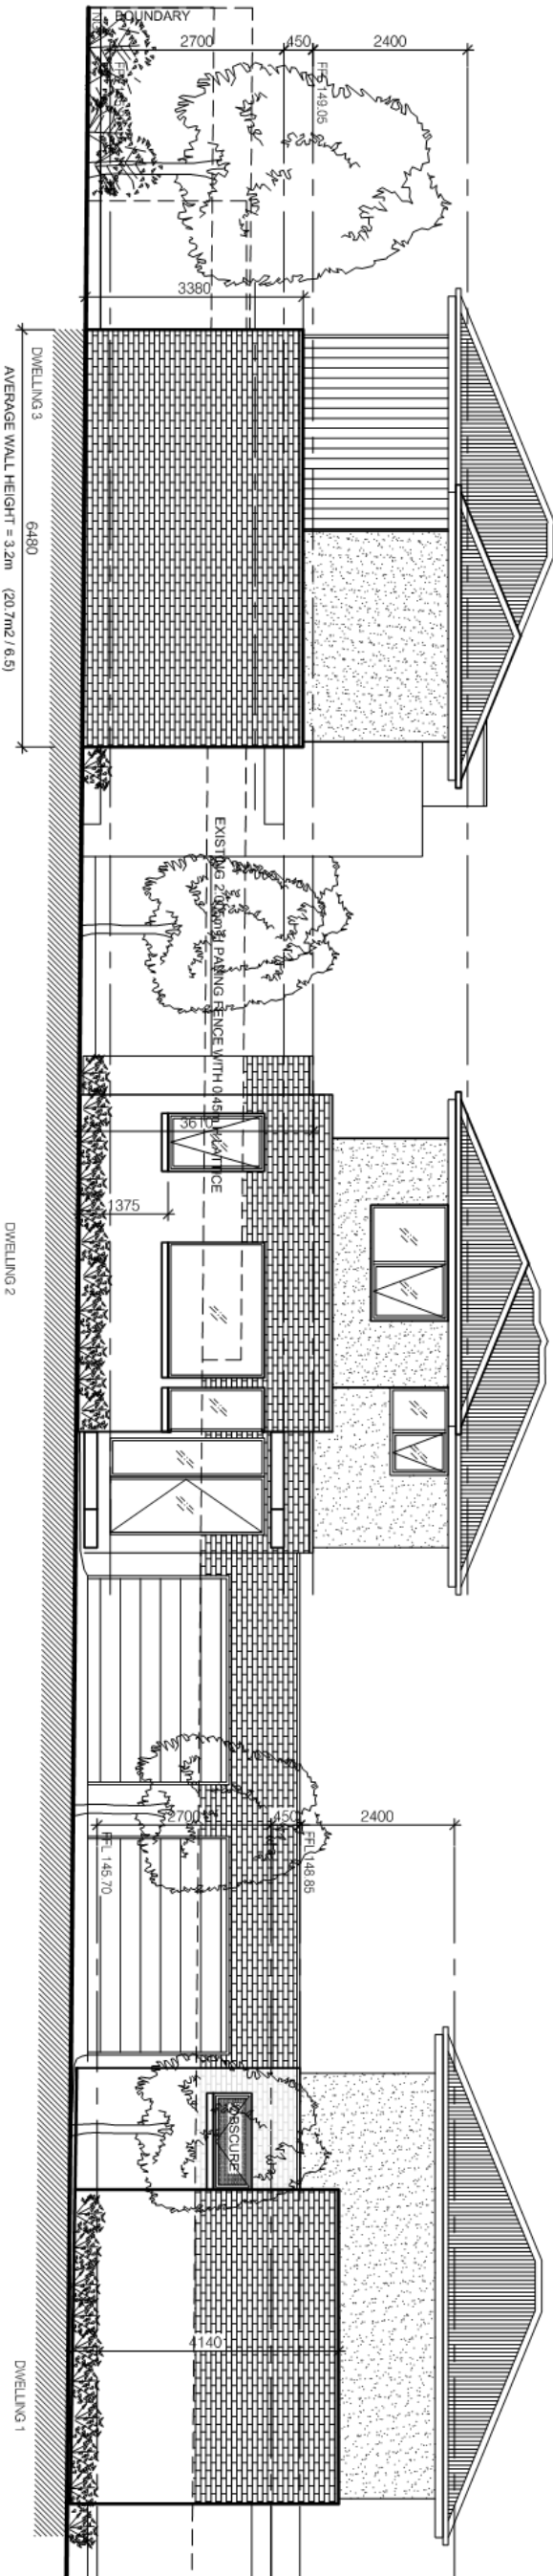 BOUNDARY
2700
450
2400
FFL 149.05
3380
DWELLING 3
6480
AVERAGE WALL HEIGHT = 3.2m (20.7m2 / 6.5)
EXISTING PALING FENCE WITH 0.45m LATTICE
3610
1375
DWELLING 2
2700
450
2400
FFL 148.85
FFL 145.70
OBSCURE
4140
DWELLING 1